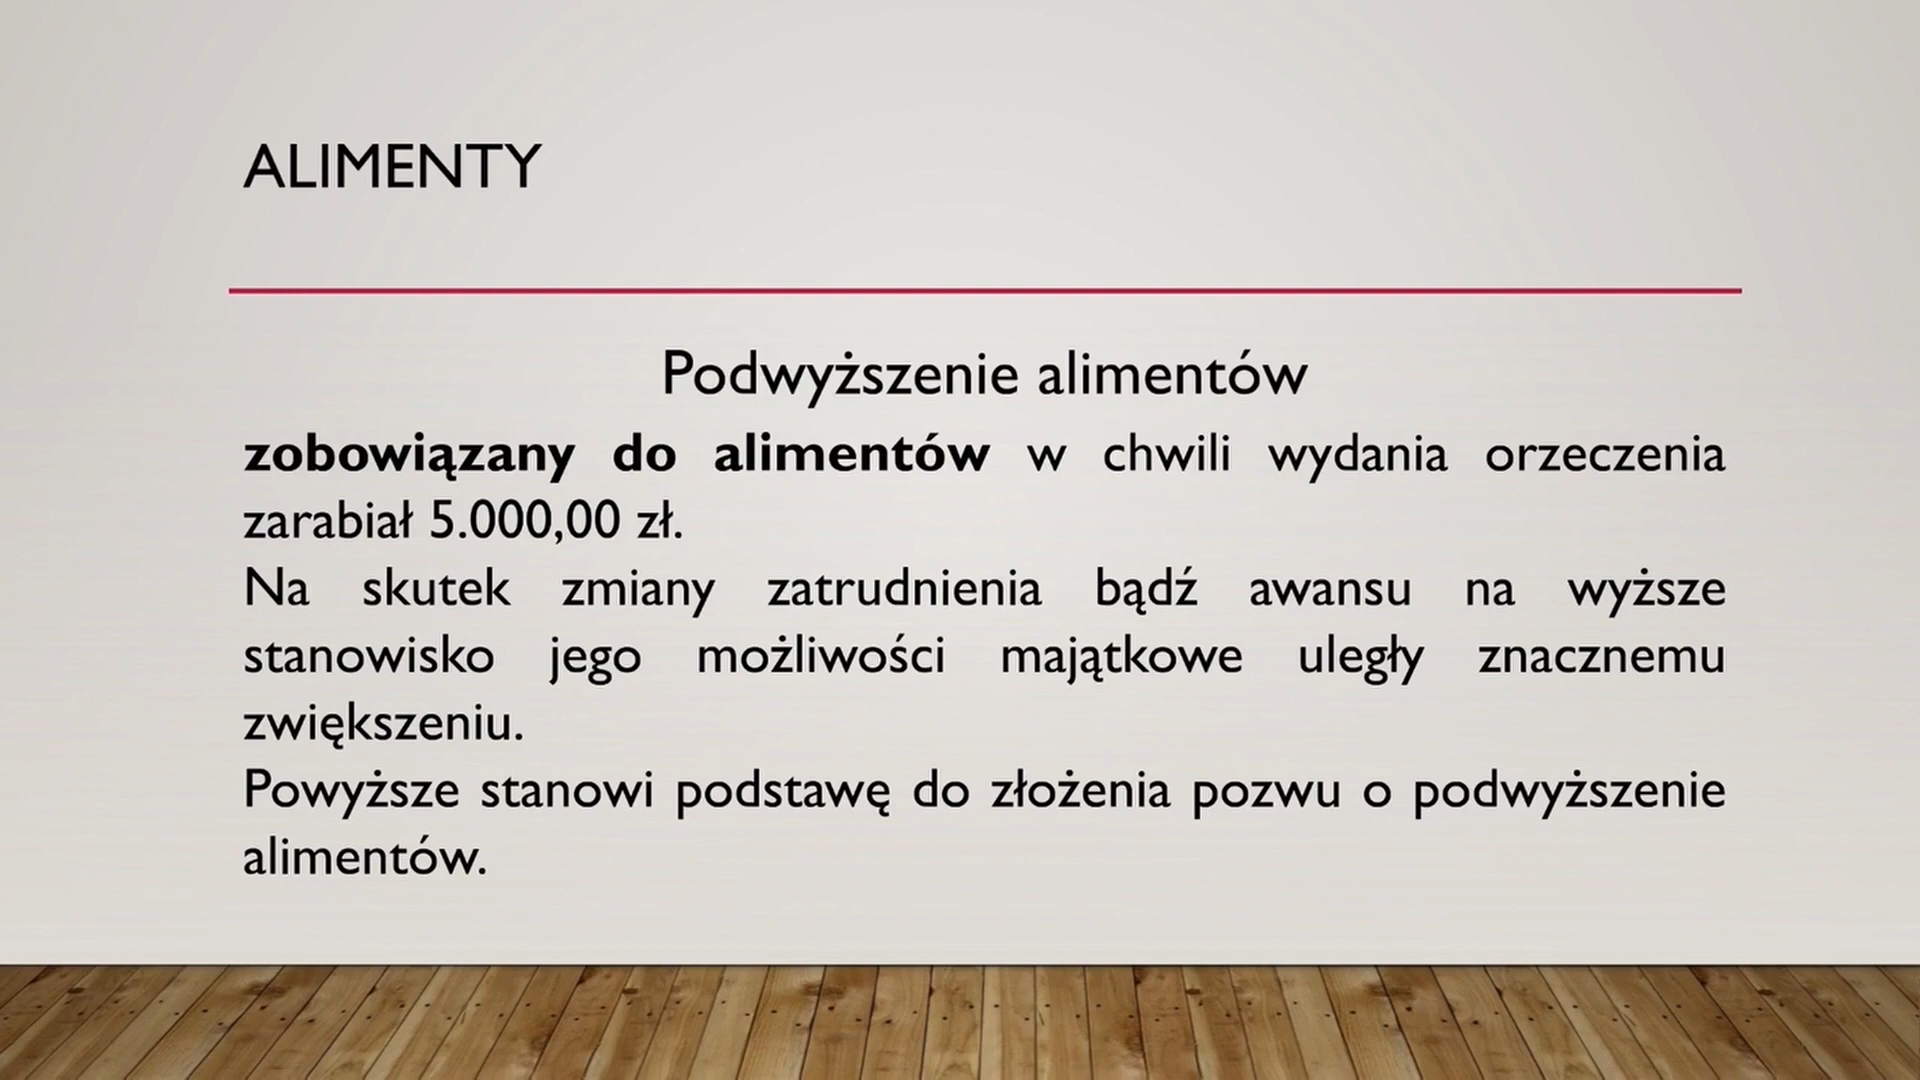 ALIMENTY
Podwyższenie alimentów
zobowiązany do alimentów w chwili wydania orzeczenia
zarabiał 5.000,00 zł.
Na skutek zmiany zatrudnienia bądź awansu na wyższe
stanowisko jego możliwości majątkowe uległy znacznemu
zwiększeniu.
Powyższe stanowi podstawę do złożenia pozwu o podwyższenie
alimentów.